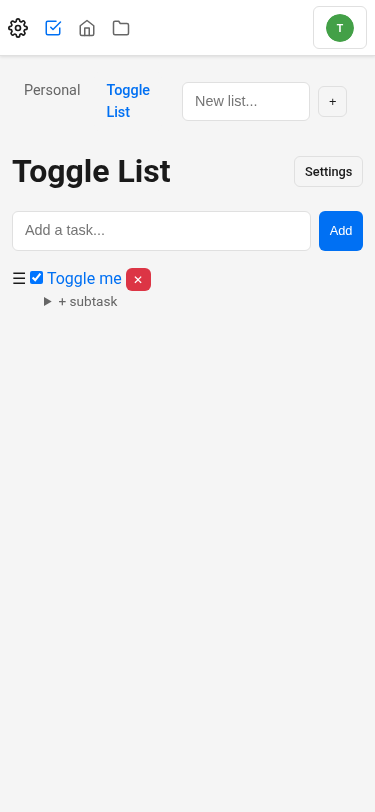 T
Personal
Toggle List
New list...
+
Toggle List
Settings
Add a task...
Add
Toggle me
+ subtask